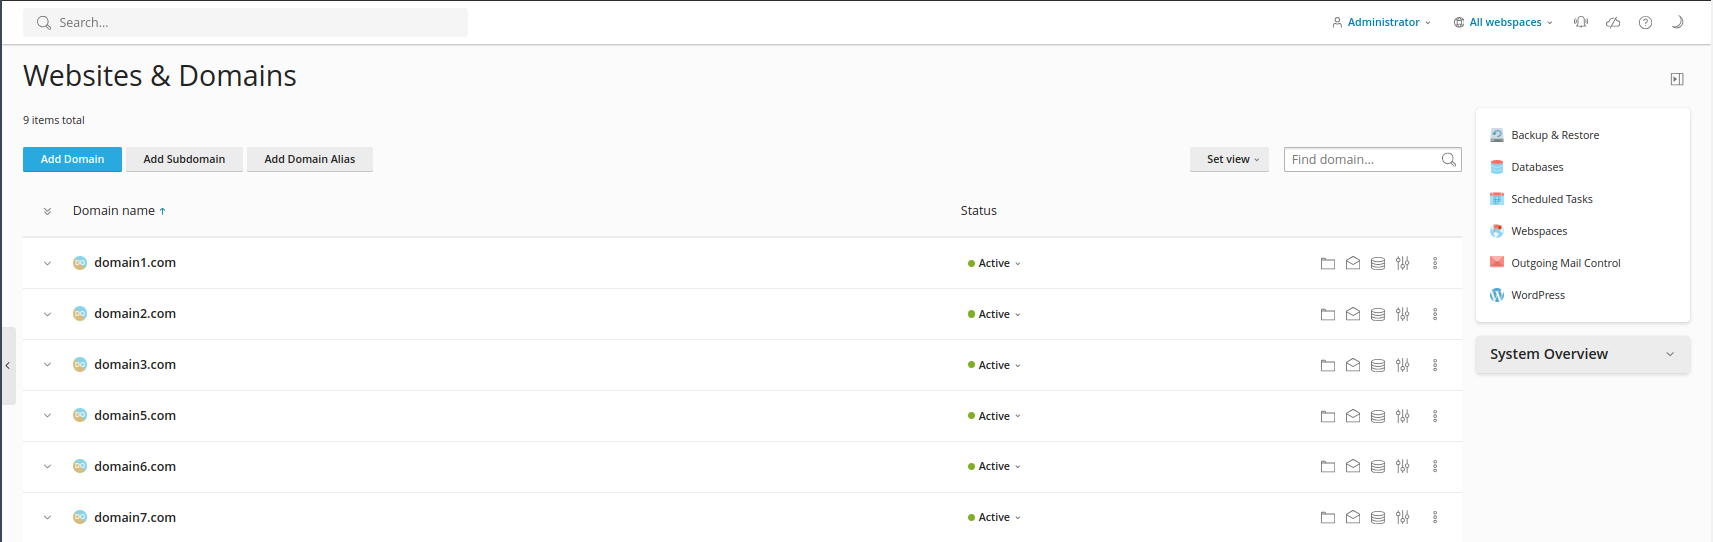 Search...
Administrator
All webspaces
Websites & Domains
9 items total
Add Domain
Add Subdomain
Add Domain Alias
Set view
Find domain...
Domain name
Status
domain1.com
Active
domain2.com
Active
domain3.com
Active
domain5.com
Active
domain6.com
Active
domain7.com
Active
Backup & Restore
Databases
Scheduled Tasks
Webspaces
Outgoing Mail Control
WordPress
System Overview